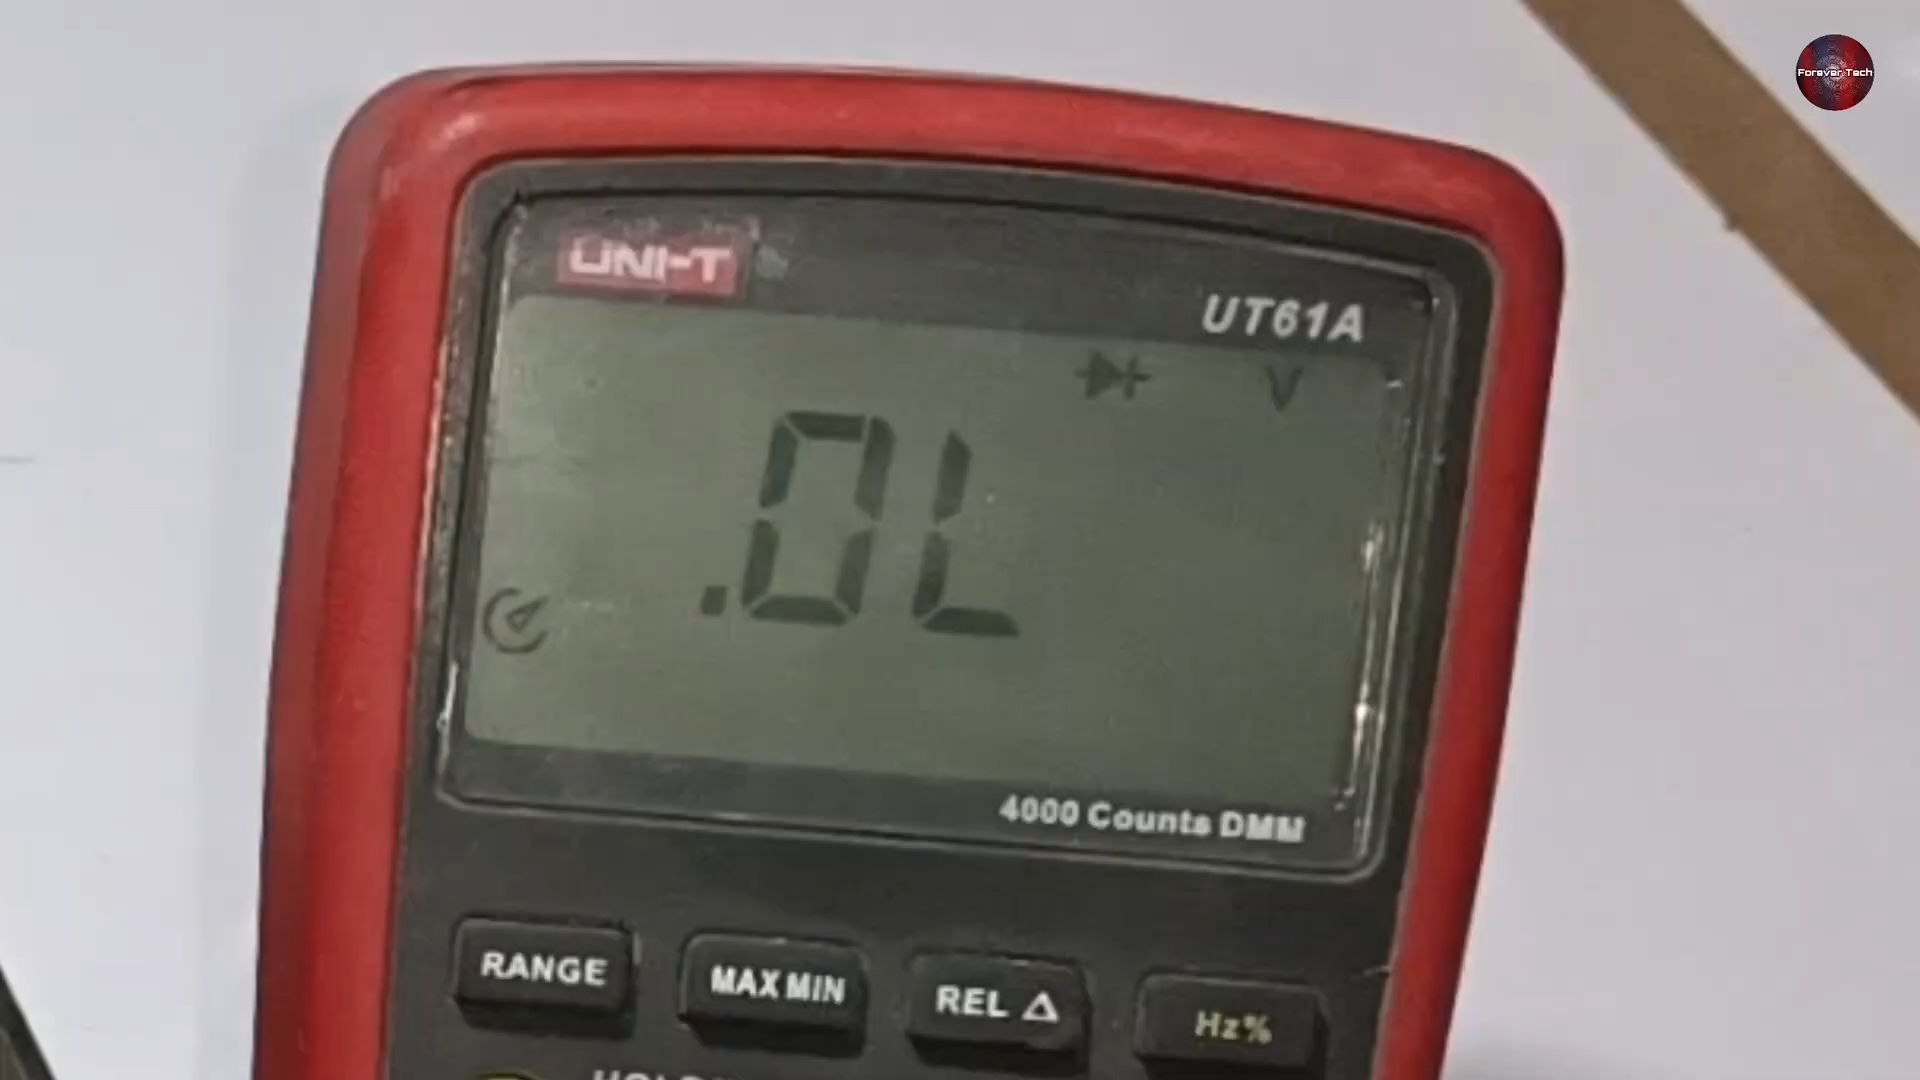 Forever Tech
UNI-T
UT61A
V
.0L
4000 Counts DMM
RANGE
MAX MIN
REL Δ
Hz%